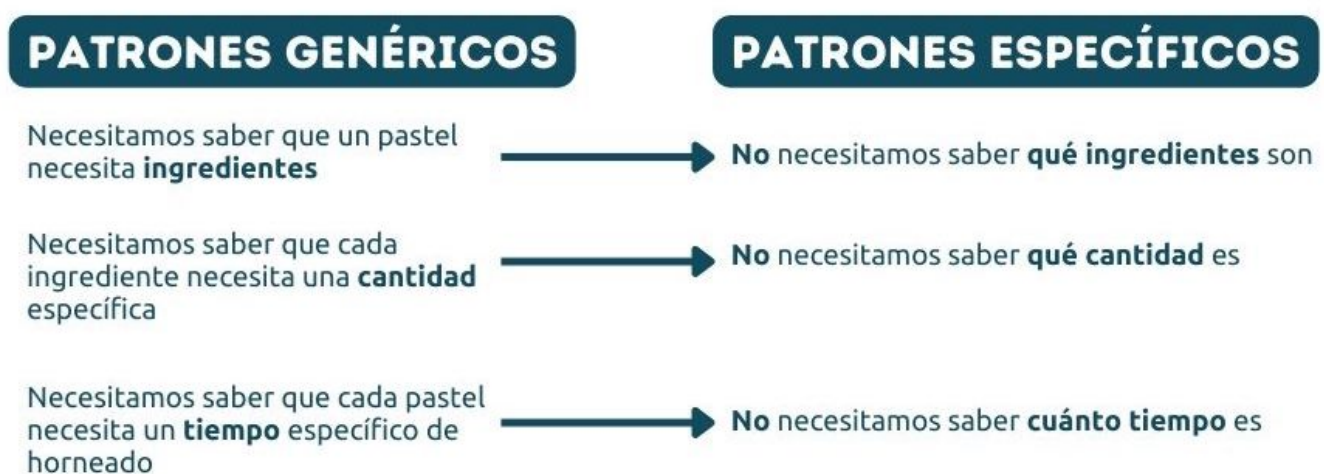 PATRONES GENÉRICOS
PATRONES ESPECÍFICOS
Necesitamos saber que un pastel
necesita ingredientes
No necesitamos saber qué ingredientes son
Necesitamos saber que cada
ingrediente necesita una cantidad
específica
No necesitamos saber qué cantidad es
Necesitamos saber que cada pastel
necesita un tiempo específico de
horneado
No necesitamos saber cuánto tiempo es